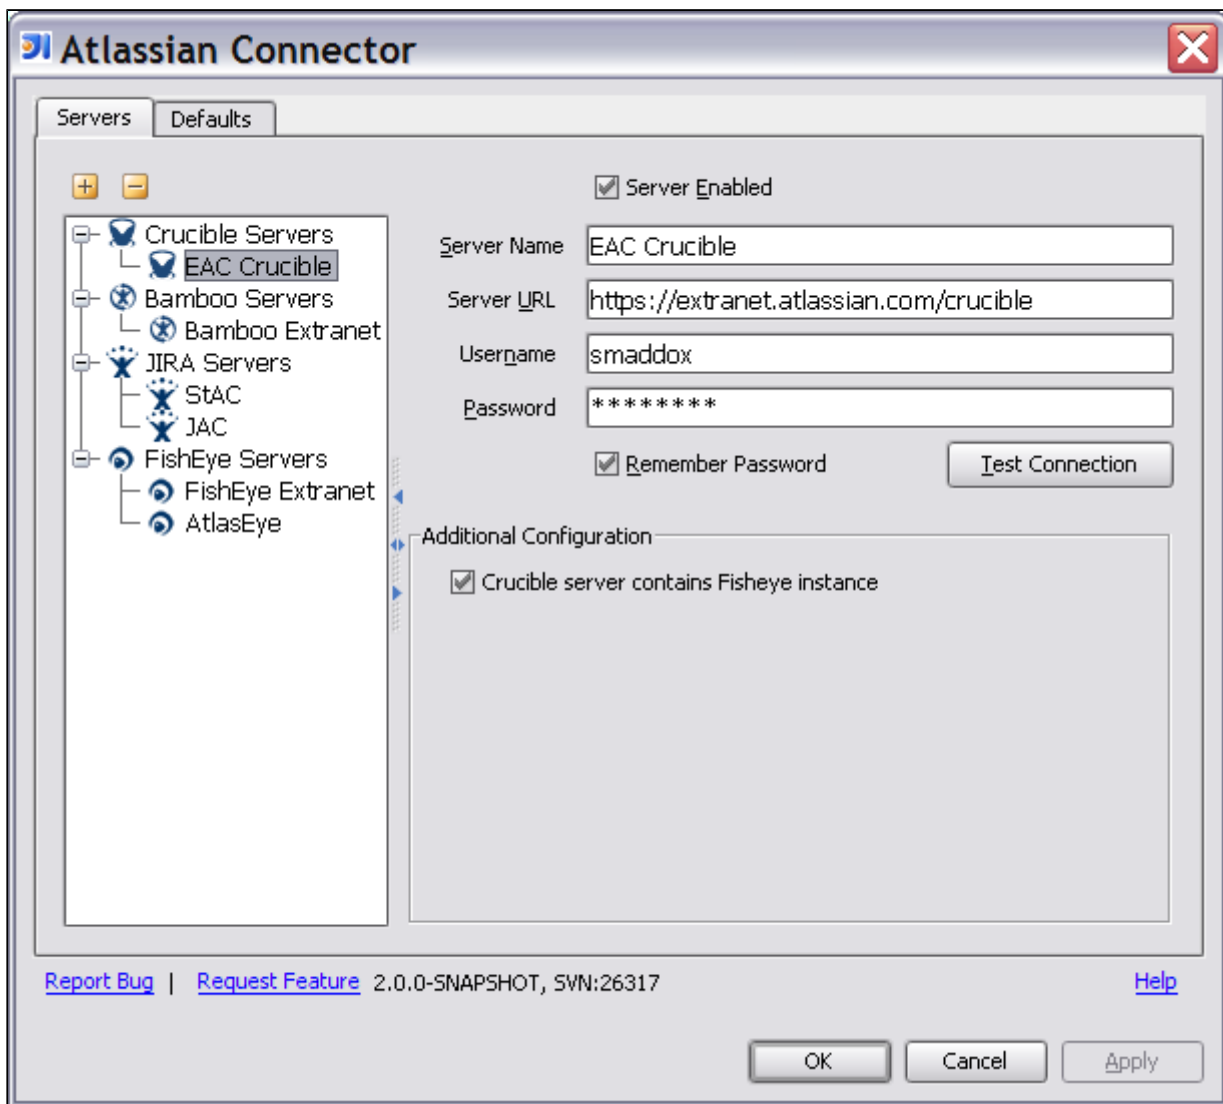 Atlassian Connector
Servers
Defaults
Server Enabled
Crucible Servers
EAC Crucible
Bamboo Servers
Bamboo Extranet
JIRA Servers
StAC
JAC
FishEye Servers
FishEye Extranet
AtlasEye
Server Name
EAC Crucible
Server URL
https://extranet.atlassian.com/crucible
Username
smaddox
Password
********
Remember Password
Test Connection
Additional Configuration
Crucible server contains Fisheye instance
Report Bug | Request Feature 2.0.0-SNAPSHOT, SVN:26317
Help
OK
Cancel
Apply